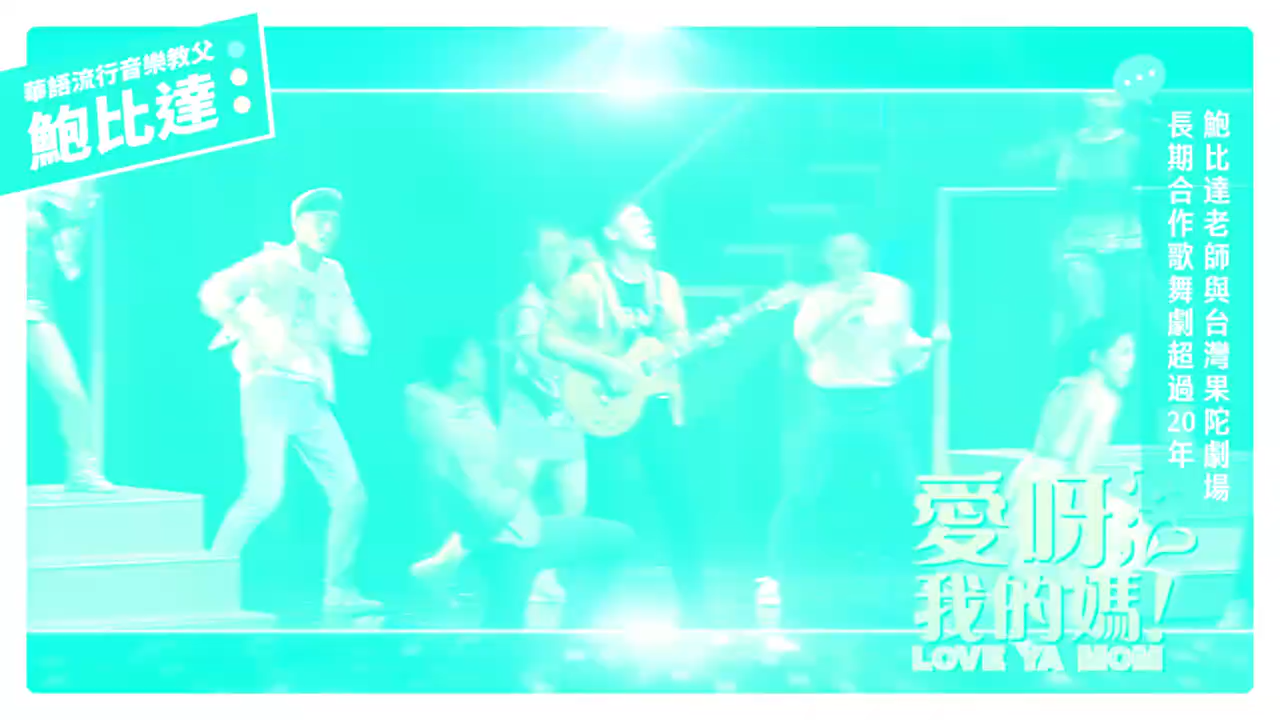 華語流行音樂教父
鮑比達：
鮑比達老師與台灣果陀劇場
長期合作歌舞劇超過20年
愛呀
我的媽！
LOVE YA MOM